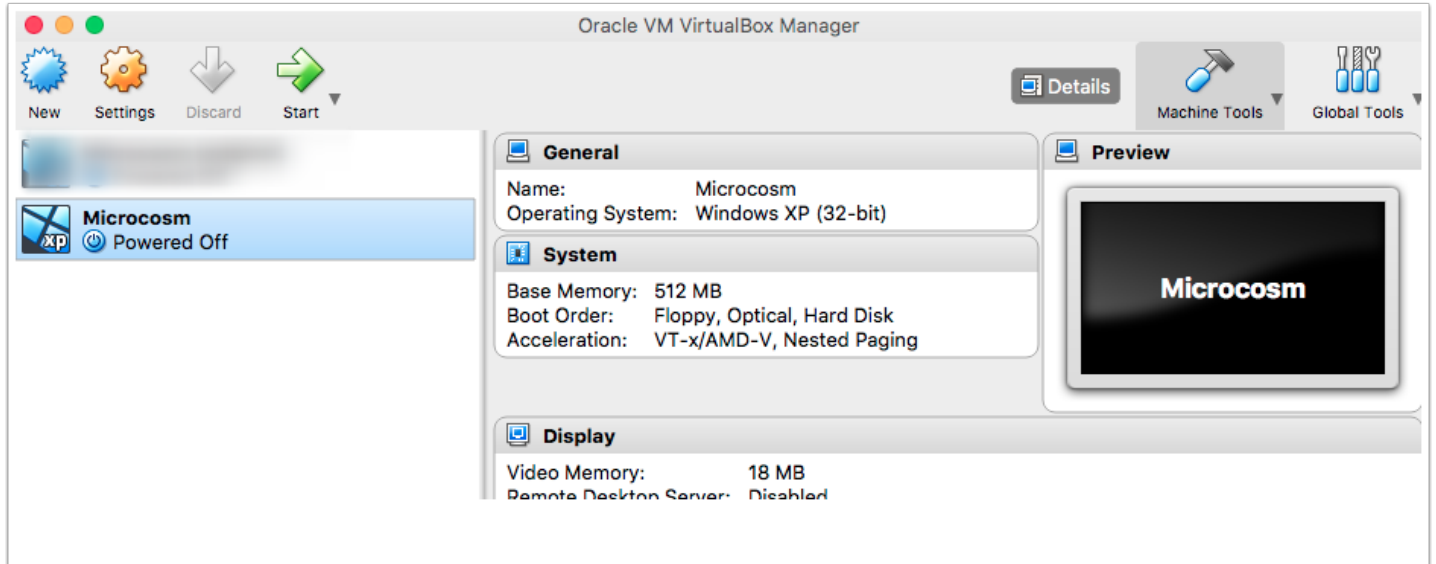 Oracle VM VirtualBox Manager
New Settings Discard Start Details Machine Tools Global Tools
Microcosm
xp
Powered Off
General
Name: Microcosm
Operating System: Windows XP (32-bit)
System
Base Memory: 512 MB
Boot Order: Floppy, Optical, Hard Disk
Acceleration: VT-x/AMD-V, Nested Paging
Preview
Microcosm
Display
Video Memory: 18 MB
Remote Desktop Server: Disabled